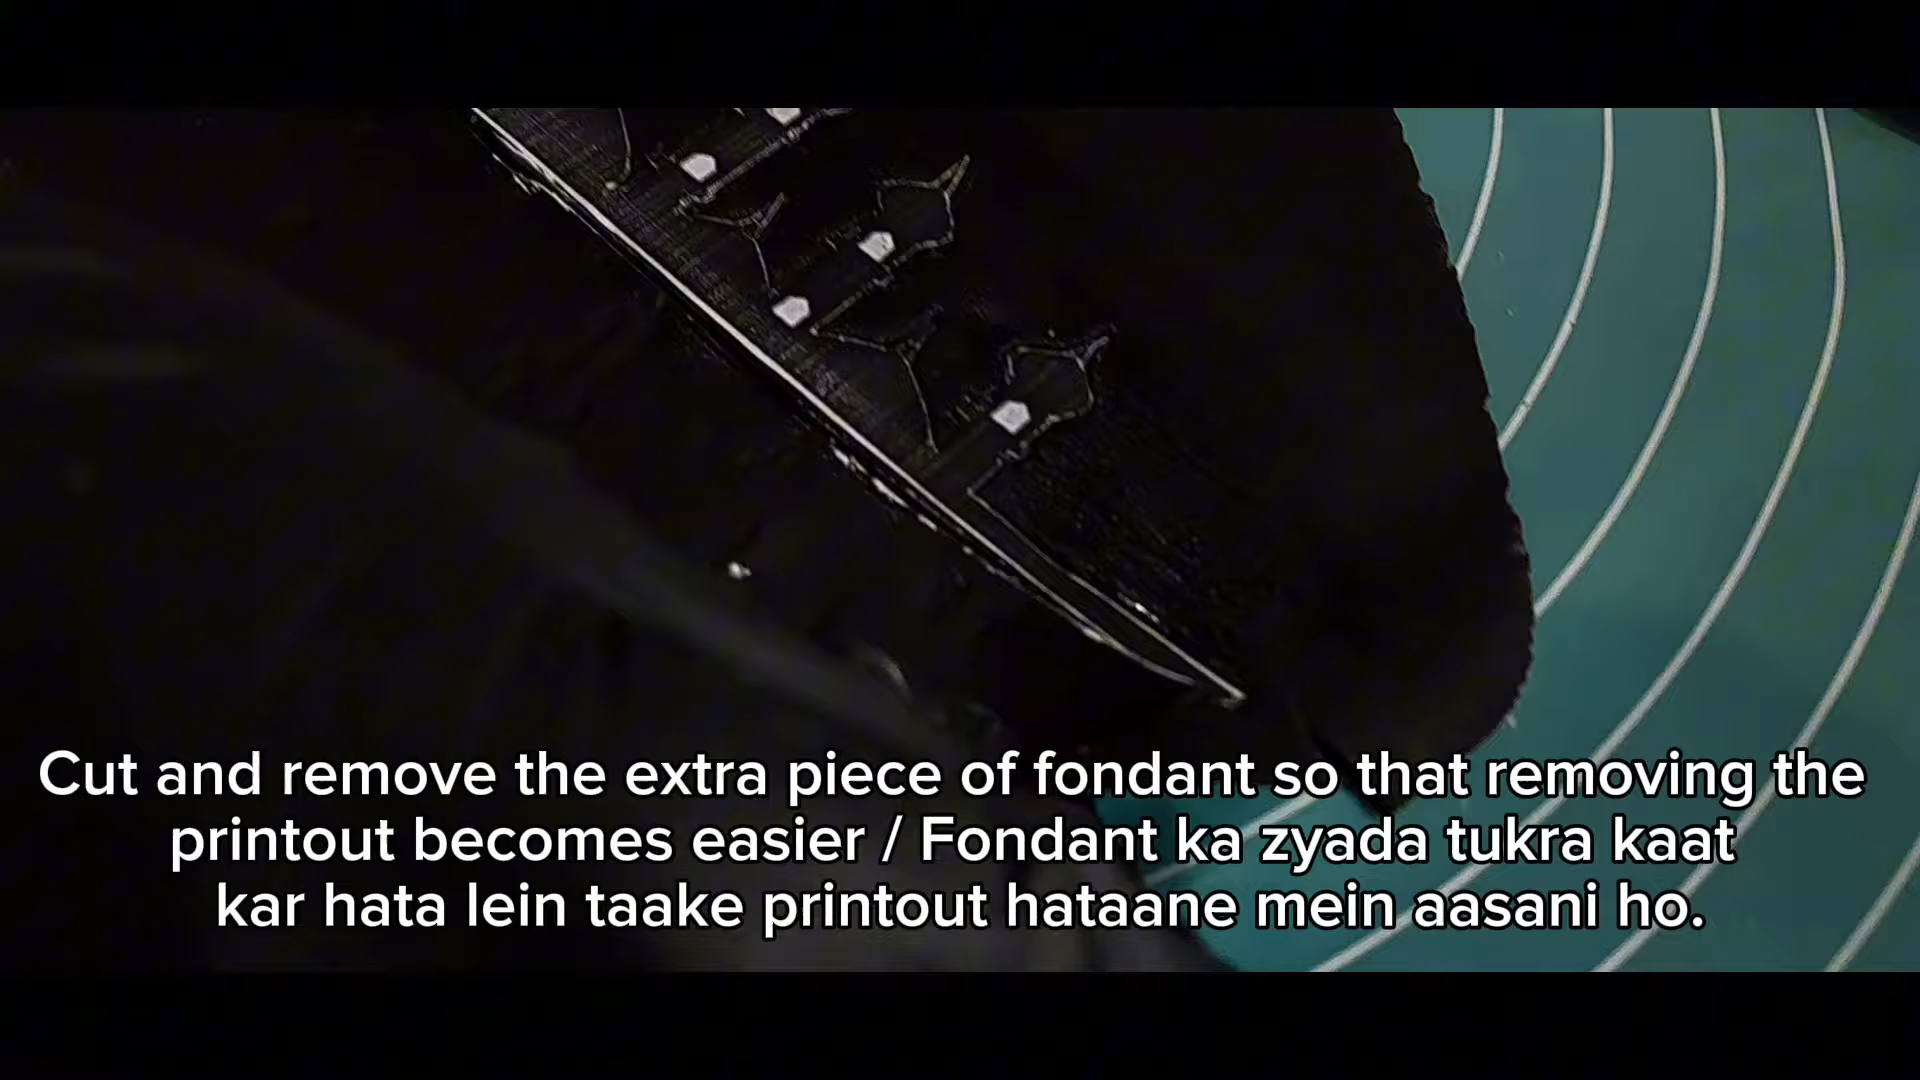 Cut and remove the extra piece of fondant so that removing the
printout becomes easier / Fondant ka zyada tukra kaat
kar hata lein taake printout hataane mein aasani ho.